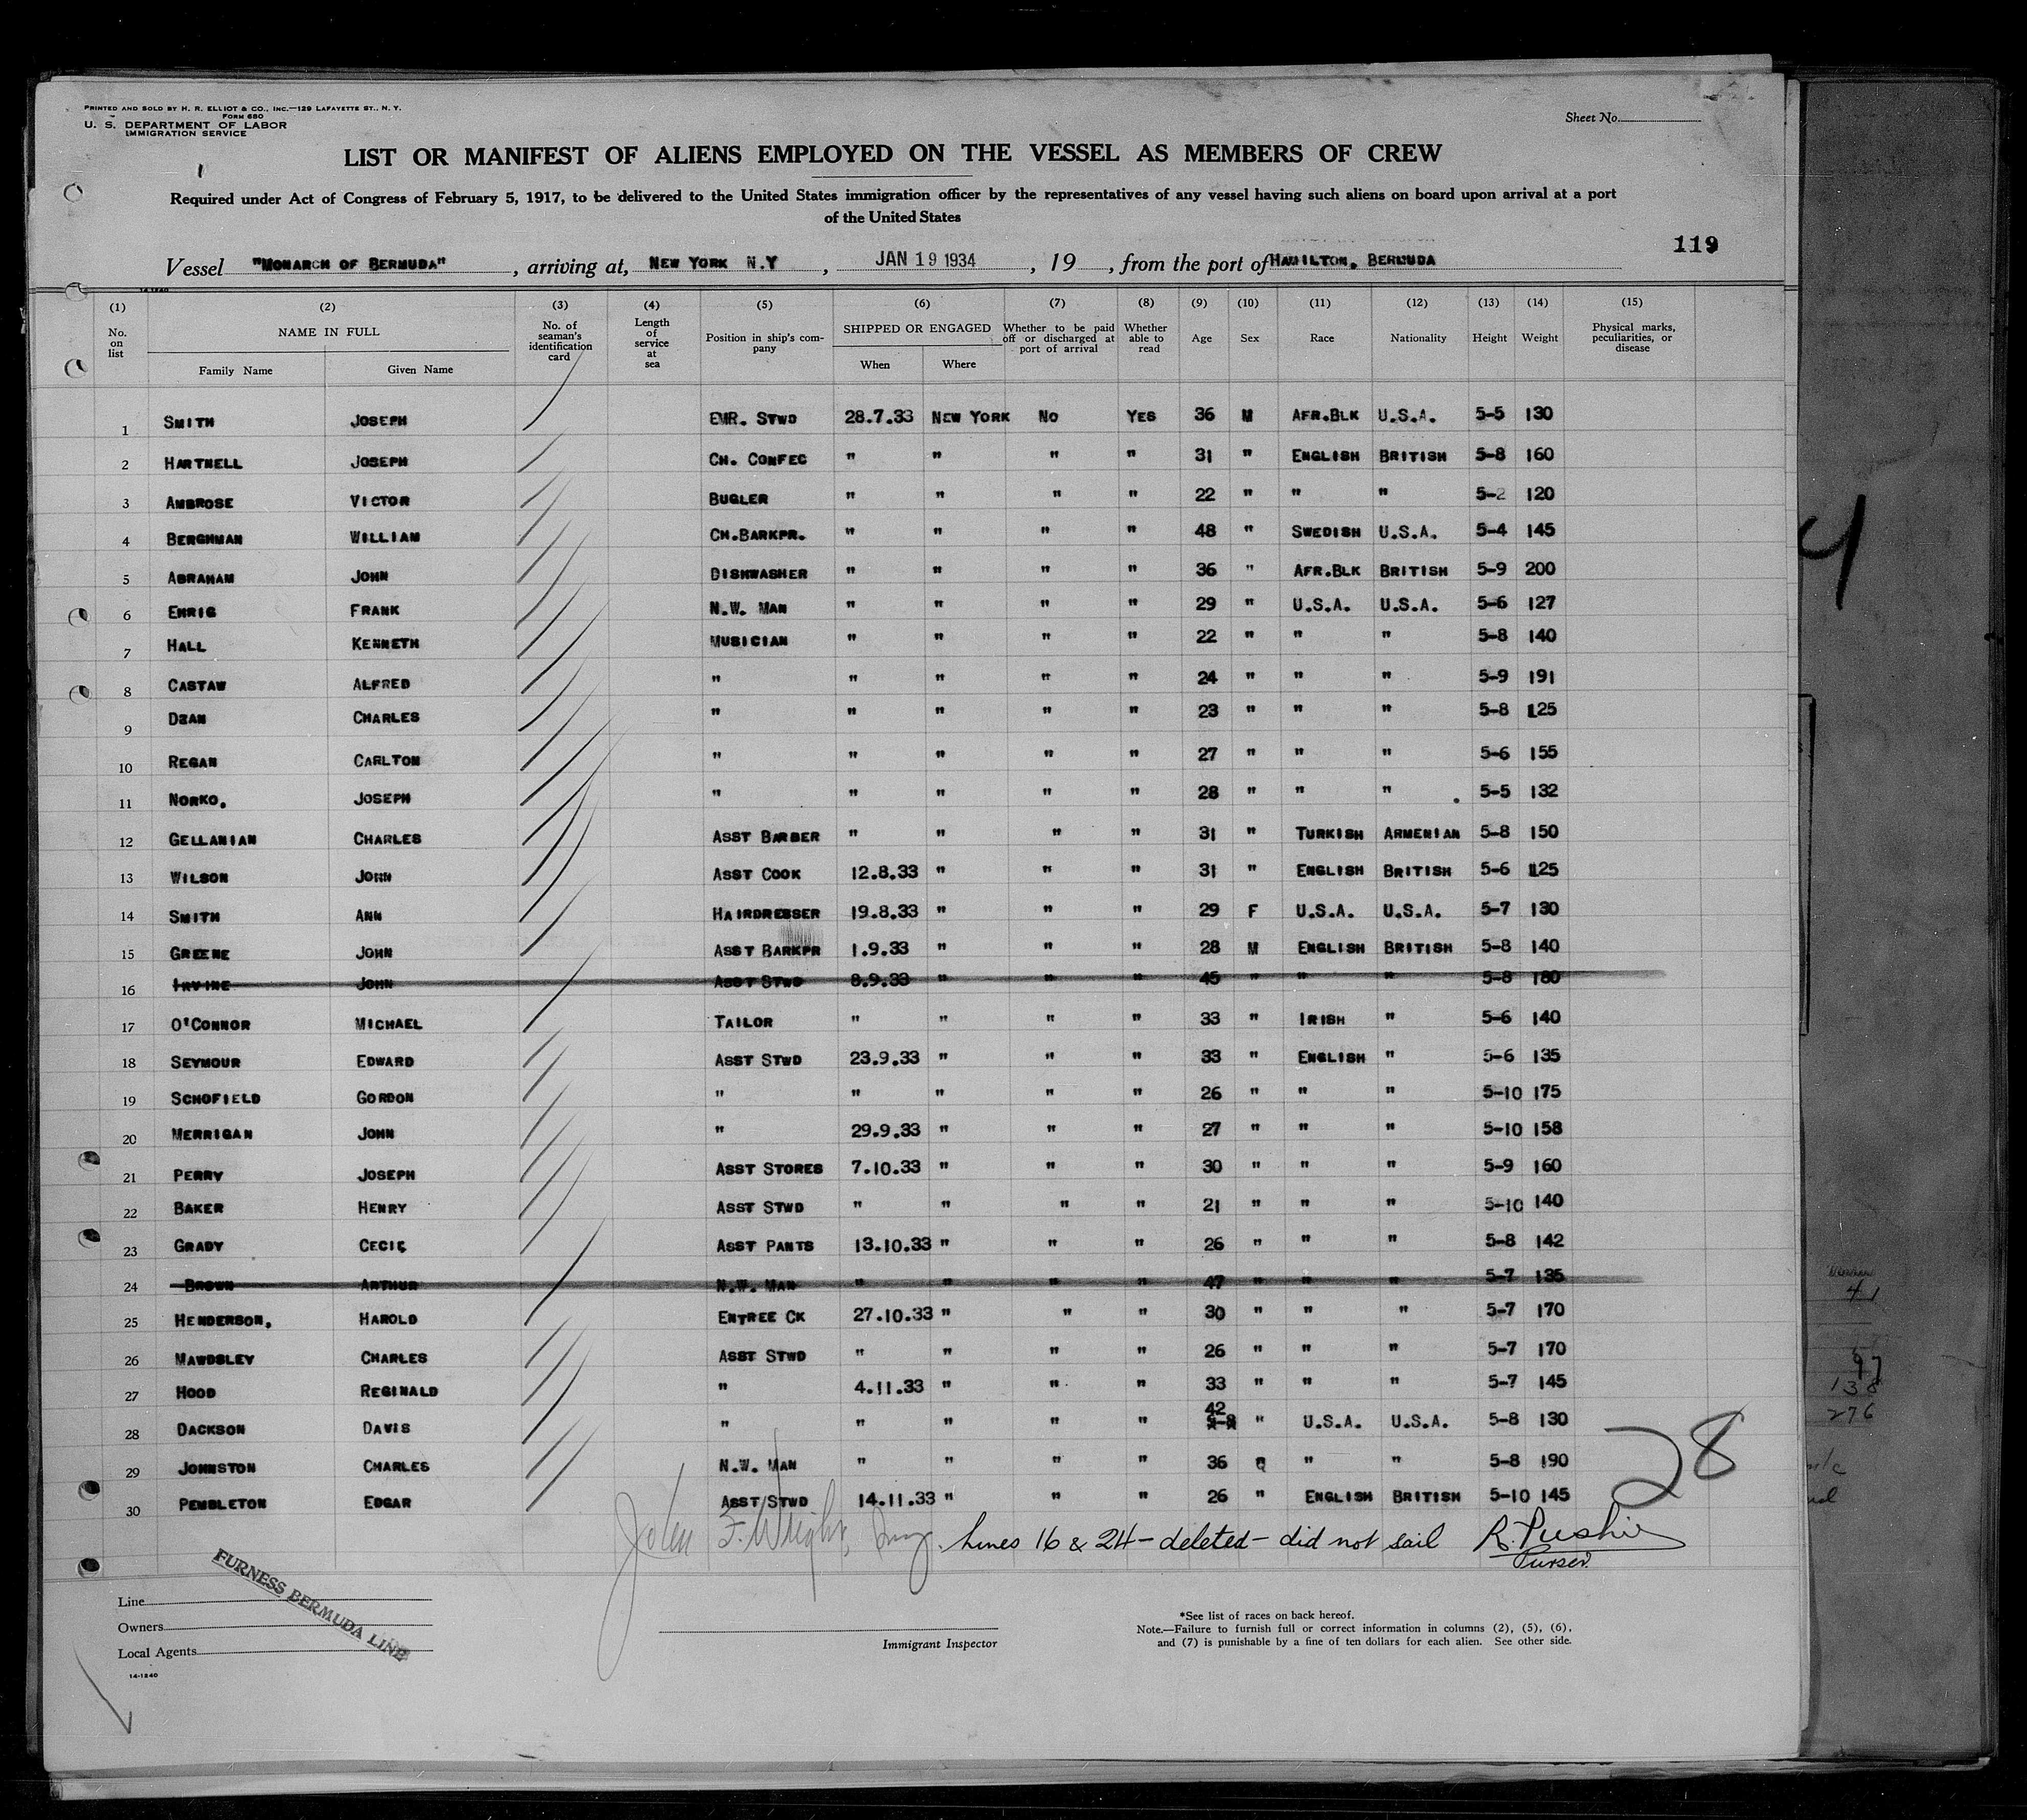 PRINTED AND SOLD BY H. R. ELLIOT & CO., INC.—129 LAFAYETTE ST., N. Y.
FORM 680
U. S. DEPARTMENT OF LABOR
IMMIGRATION SERVICE
Sheet No.
LIST OR MANIFEST OF ALIENS EMPLOYED ON THE VESSEL AS MEMBERS OF CREW
Required under Act of Congress of February 5, 1917, to be delivered to the United States immigration officer by the representatives of any vessel having such aliens on board upon arrival at a port
of the United States
119
Vessel "MONARCH OF BERMUDA", arriving at, NEW YORK N.Y, JAN 19 1934, 19 , from the port of HAMILTON, BERMUDA
14-1240
(1) (2) (3) (4) (5) (6) (7) (8) (9) (10) (11) (12) (13) (14) (15)
No. on list NAME IN FULL No. of seaman's identification card Length of service at sea Position in ship's company SHIPPED OR ENGAGED Whether to be paid off or discharged at port of arrival Whether able to read Age Sex Race Nationality Height Weight Physical marks, peculiarities, or disease
Family Name Given Name When Where
1 SMITH JOSEPH EMR. STWD 28.7.33 NEW YORK NO YES 36 M AFR.BLK U.S.A. 5-5 130
2 HARTNELL JOSEPH CH. CONFEC " " " " 31 " ENGLISH BRITISH 5-8 160
3 AMBROSE VICTOR BUGLER " " " " 22 " " " 5-2 120
4 BERGHMAN WILLIAM CH.BARKPR. " " " " 48 " SWEDISH U.S.A. 5-4 145
5 ABRAHAM JOHN DISHWASHER " " " " 36 " AFR.BLK BRITISH 5-9 200
6 EHRIG FRANK N.W. MAN " " " " 29 " U.S.A. U.S.A. 5-6 127
7 HALL KENNETH MUSICIAN " " " " 22 " " " 5-8 140
8 CASTAW ALFRED " " " " " 24 " " " 5-9 191
9 DZAN CHARLES " " " " " 23 " " " 5-8 125
10 REGAN CARLTON " " " " " 27 " " " 5-6 155
11 NORKO. JOSEPH " " " " " 28 " " " 5-5 132
12 GELLANIAN CHARLES ASST BARBER " " " " 31 " TURKISH ARMENIAN 5-8 150
13 WILSON JOHN ASST COOK 12.8.33 " " " 31 " ENGLISH BRITISH 5-6 125
14 SMITH ANN HAIRDRESSER 19.8.33 " " " 29 F U.S.A. U.S.A. 5-7 130
15 GREENE JOHN ASST BARKPR 1.9.33 " " " 28 M ENGLISH BRITISH 5-8 140
16 IRVINE JOHN ASST STWD 8.9.33 " " " 45 " " " 5-8 180
17 O'CONNOR MICHAEL TAILOR " " " " 33 " IRISH " 5-6 140
18 SEYMOUR EDWARD ASST STWD 23.9.33 " " " 33 " ENGLISH " 5-6 135
19 SCHOFIELD GORDON " " " " " 26 " " " 5-10 175
20 MERRIGAN JOHN " 29.9.33 " " " 27 " " " 5-10 158
21 PERRY JOSEPH ASST STORES 7.10.33 " " " 30 " " " 5-9 160
22 BAKER HENRY ASST STWD " " " " 21 " " " 5-10 140
23 GRADY CECIL ASST PANTS 13.10.33 " " " 26 " " " 5-8 142
24 BROWN ARTHUR N.W. MAN " " " " 47 " " " 5-7 135
25 HENDERSON, HAROLD ENTREE CK 27.10.33 " " " 30 " " " 5-7 170
26 MAWDSLEY CHARLES ASST STWD " " " " 26 " " " 5-7 170
27 HOOD REGINALD " 4.11.33 " " " 33 " " " 5-7 145
28 DACKSON DAVIS " " " " " 42 " U.S.A. U.S.A. 5-8 130
29 JOHNSTON CHARLES N.W. MAN " " " " 36 " " 5-8 190
30 PEMBLETON EDGAR ASST STWD 14.11.33 " " " 26 " ENGLISH BRITISH 5-10 145
28
John F. Wright, Lines 16 & 24 - deleted - did not sail
Purser
FURNESS BERMUDA LINE
Line
Owners
Local Agents
14-1240
Immigrant Inspector
*See list of races on back hereof.
Note.—Failure to furnish full or correct information in columns (2), (5), (6),
and (7) is punishable by a fine of ten dollars for each alien. See other side.
41
97
138
276